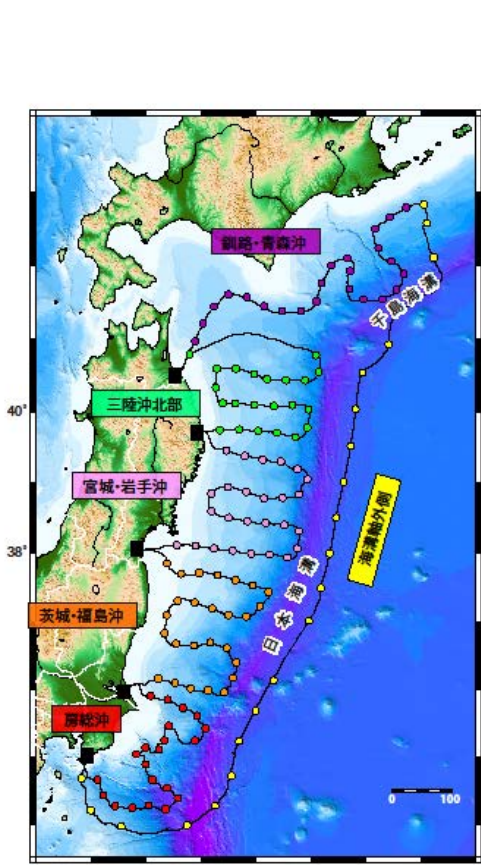 釧路・青森沖
千島海溝
三陸沖北部
40°
宮城・岩手沖
海溝軸外側
38°
日本海溝
茨城・福島沖
房総沖
0 100